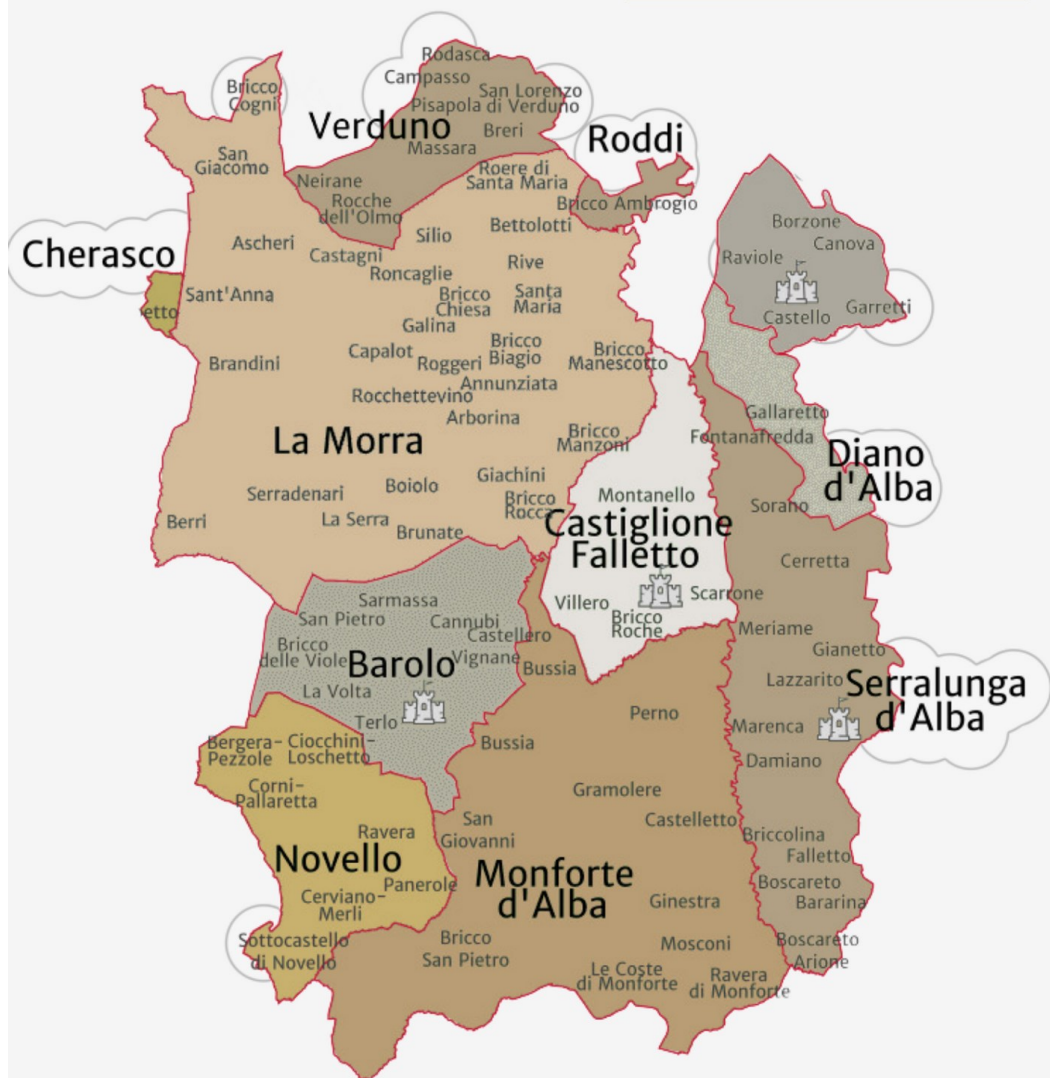 Rodasca
Campasso
Bricco
Cogni
San Lorenzo
Pisapola di Verduno
Verduno
Breri
Massara
Roddi
San
Giacomo
Roere di
Santa Maria
Neirane
Rocche
dell'Olmo
Bricco Ambrogio
Borzone
Canova
Raviole
Castello
Garretti
Cherasco
Ascheri
Castagni
Silio
Bettolotti
Roncaglie
Rive
Sant'Anna
Bricco
Chiesa
Santa
Maria
etto
Galina
Capalot
Roggeri
Bricco
Biagio
Bricco
Manescotto
Brandini
Annunziata
Rocchettevino
Arborina
Gallaretto
Fontanafredda
La Morra
Bricco
Manzoni
Diano
d'Alba
Giachini
Boiolo
Serradenari
Bricco
Rocca
Montanello
Sorano
La Serra
Berri
Brunate
Castiglione
Falletto
Cerretta
Sarmassa
San Pietro
Cannubi
Castellero
Villero
Bricco
Roche
Scarrone
Meriame
Bricco
delle Viole
Barolo
Vignane
Bussia
Gianetto
La Volta
Lazzarito
Serralunga
d'Alba
Terlo
Perno
Marenca
Bergera-
Pezzole
Ciocchini-
Loschetto
Bussia
Damiano
Corni-
Pallaretta
Gramolere
San
Giovanni
Castelletto
Ravera
Briccolina
Novello
Falletto
Monforte
d'Alba
Panerole
Boscareto
Bararina
Cerviano-
Merli
Ginestra
Sottocastello
di Novello
Bricco
San Pietro
Mosconi
Boscareto
Arione
Le Coste
di Monforte
Ravera
di Monforte